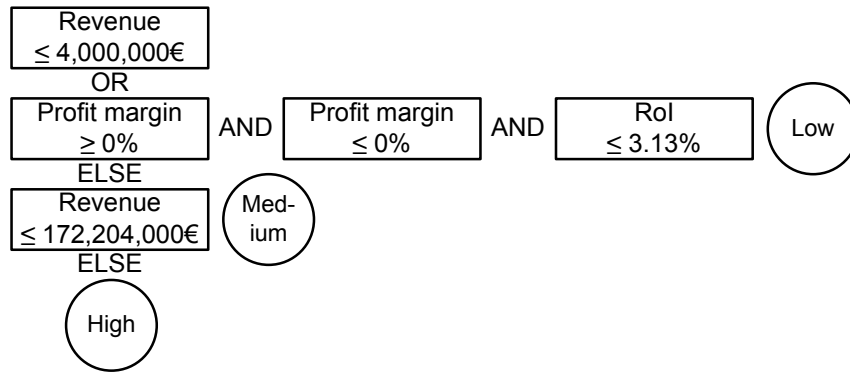 Revenue
≤ 4,000,000€
OR
Profit margin
≥ 0%
AND
Profit margin
≤ 0%
AND
RoI
≤ 3.13%
Low
ELSE
Revenue
≤ 172,204,000€
Med-
ium
ELSE
High